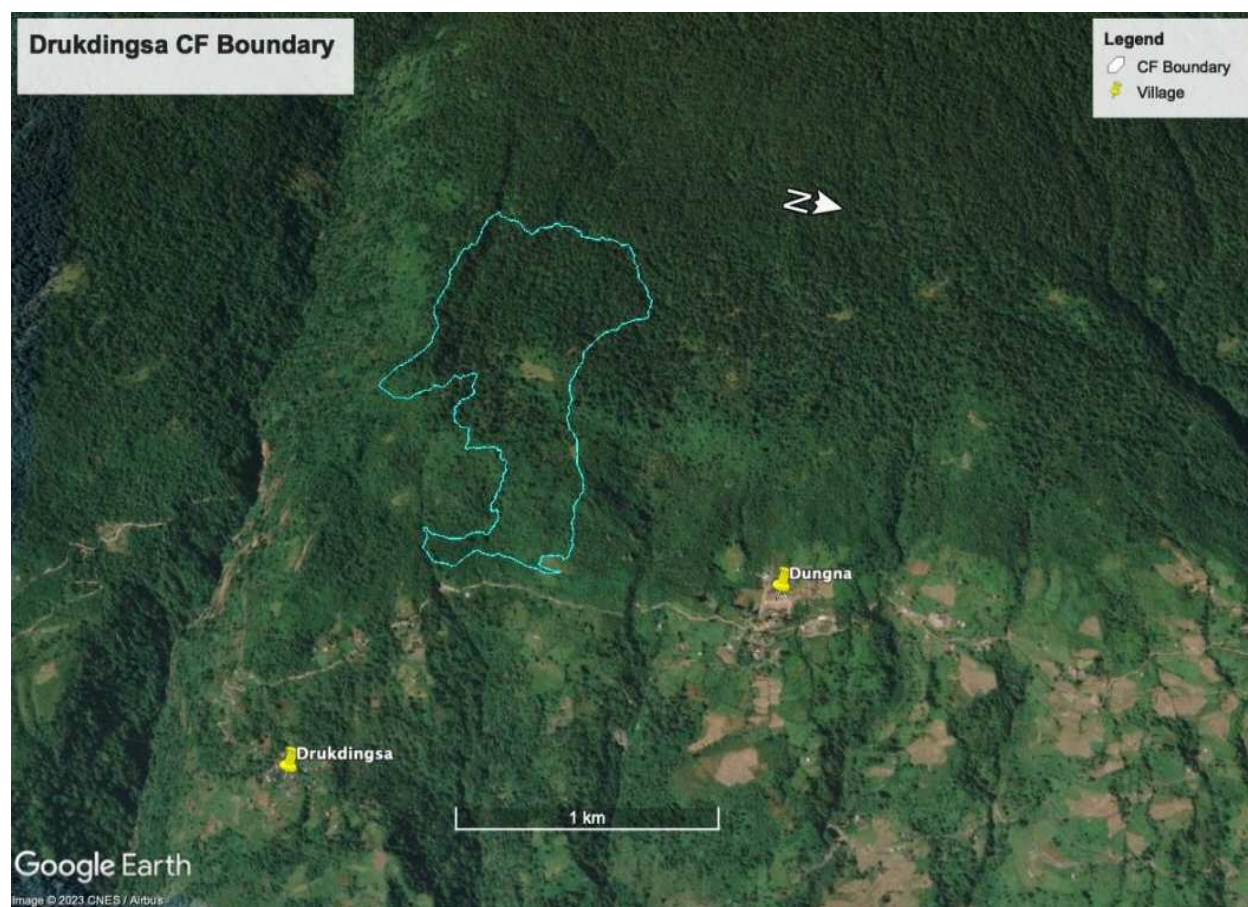 Drukdingsa CF Boundary
Legend
CF Boundary
Village
N
Dungna
Drukdingsa
1 km
Google Earth
Image © 2023 CNES / Airbus